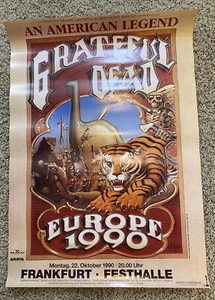 AN AMERICAN LEGEND
GRATEFUL
DEAD
EUROPE
1990
Montag, 22. Oktober 1990 - 20.00 Uhr
FRANKFURT · FESTHALLE